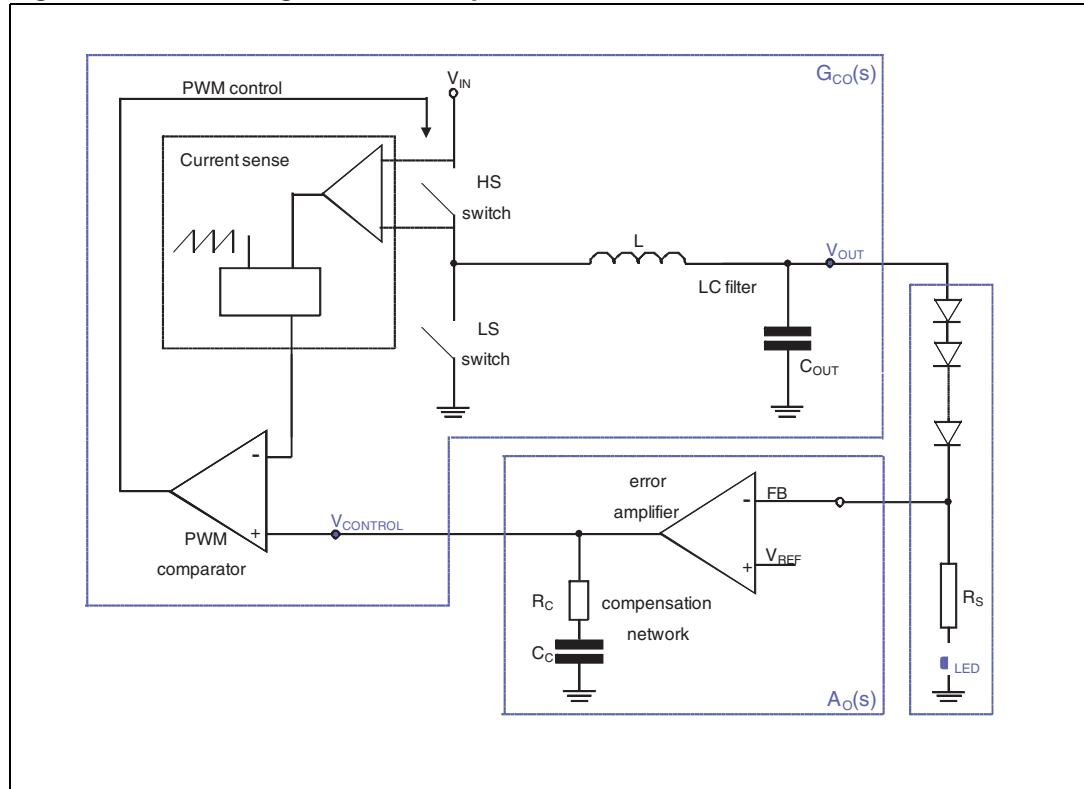 G_CO(s)
V_IN
PWM control
Current sense
HS
switch
L
V_OUT
LC filter
LS
switch
C_OUT
error
amplifier
FB
-
V_CONTROL
-
+
PWM
comparator
V_REF
+
R_C
compensation
network
C_C
R_S
LED
A_O(s)